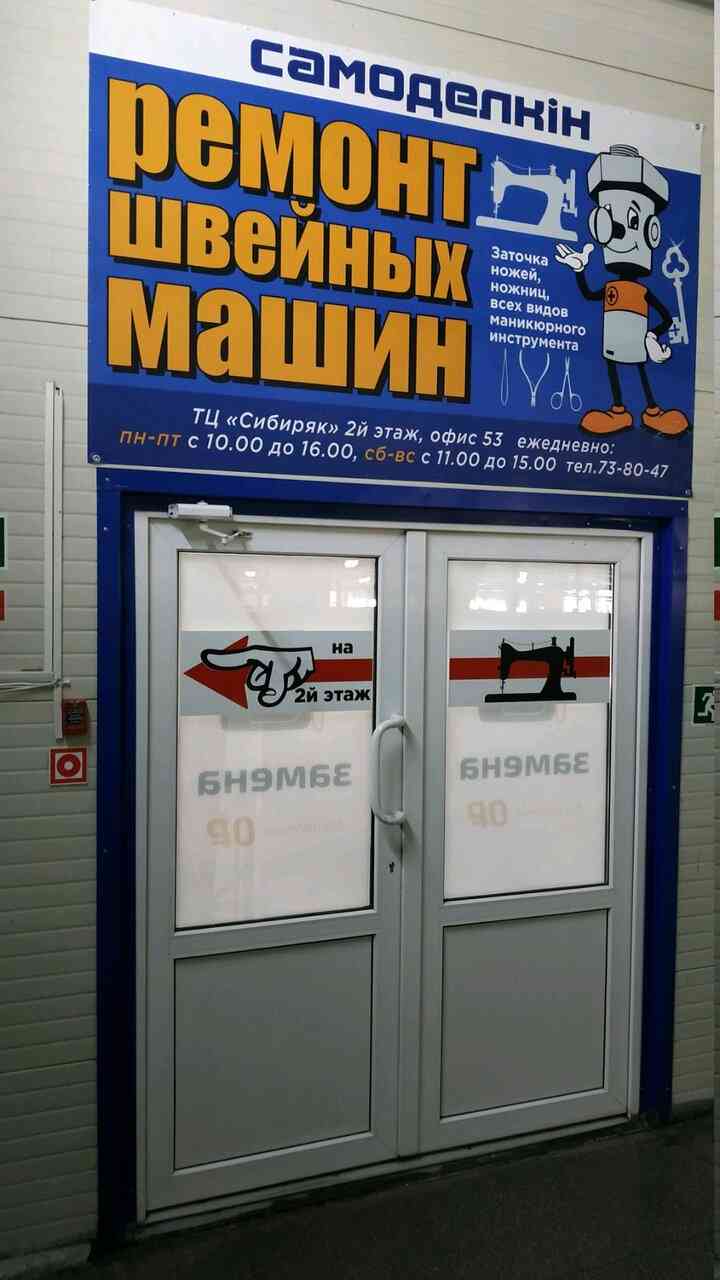 самоделкін
ремонт
швейных
машин
Заточка
ножей,
ножниц,
всех видов
маникюрного
инструмента
ТЦ «Сибиряк» 2й этаж, офис 53 ежедневно:
пн-пт с 10.00 до 16.00, сб-вс с 11.00 до 15.00 тел.73-80-47
на
2й этаж
замена
замена